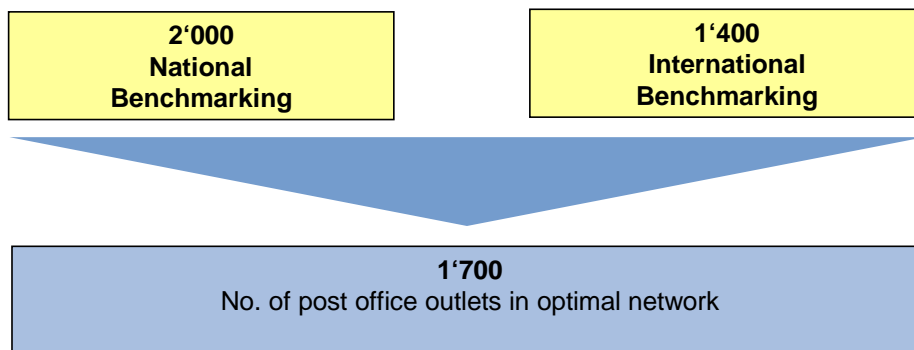 2‘000
National
Benchmarking
1‘400
International
Benchmarking
1‘700
No. of post office outlets in optimal network